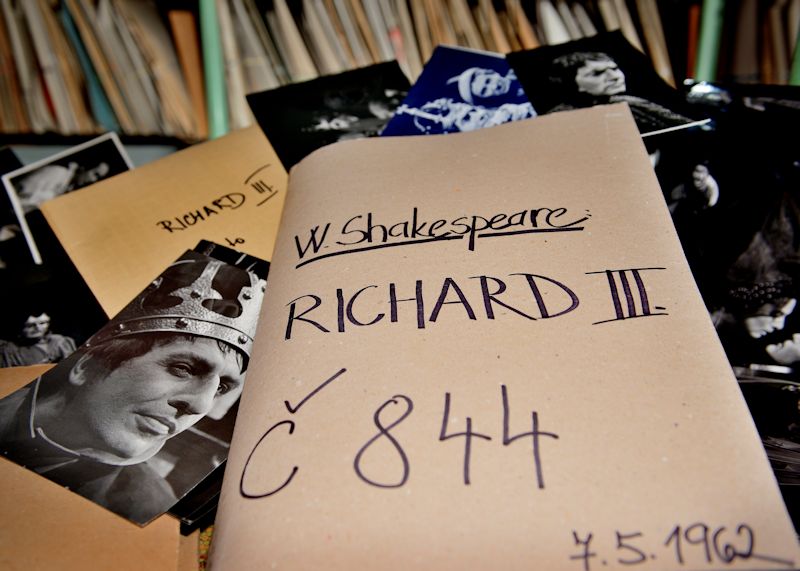 RICHARD III.
W. Shakespeare:
RICHARD III.
Č 844
7.5.1962